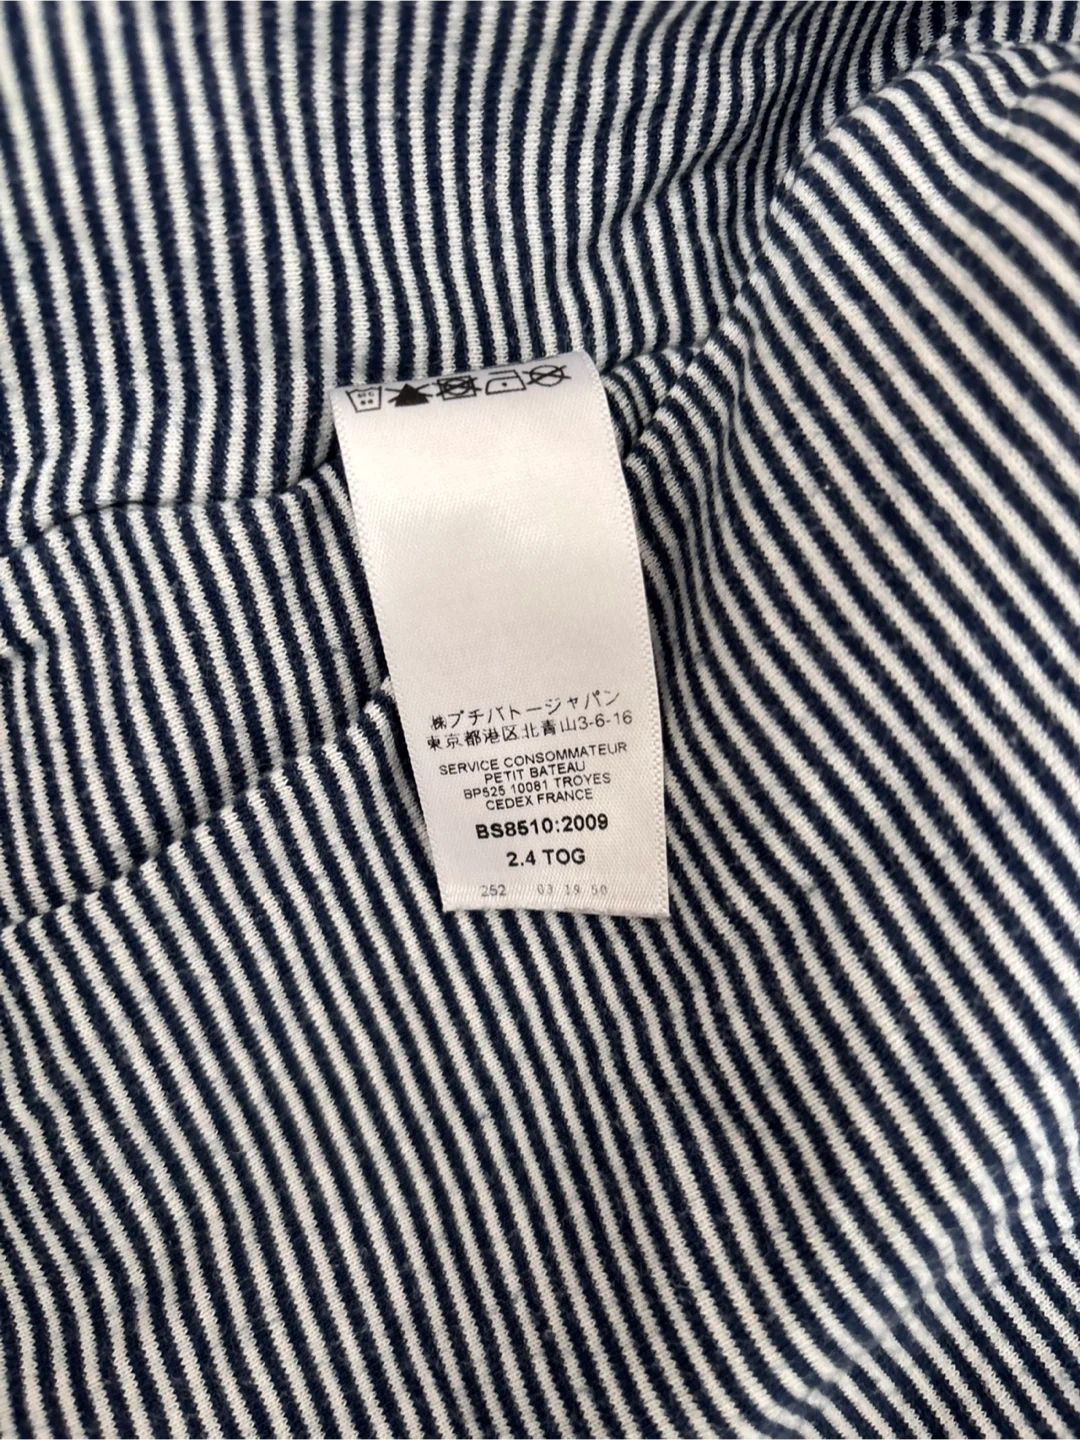 ㈱プチバトージャパン
東京都港区北青山3-6-16
SERVICE CONSOMMATEUR
PETIT BATEAU
BP525 10081 TROYES
CEDEX FRANCE
BS8510:2009
2.4 TOG
252 03 19 50